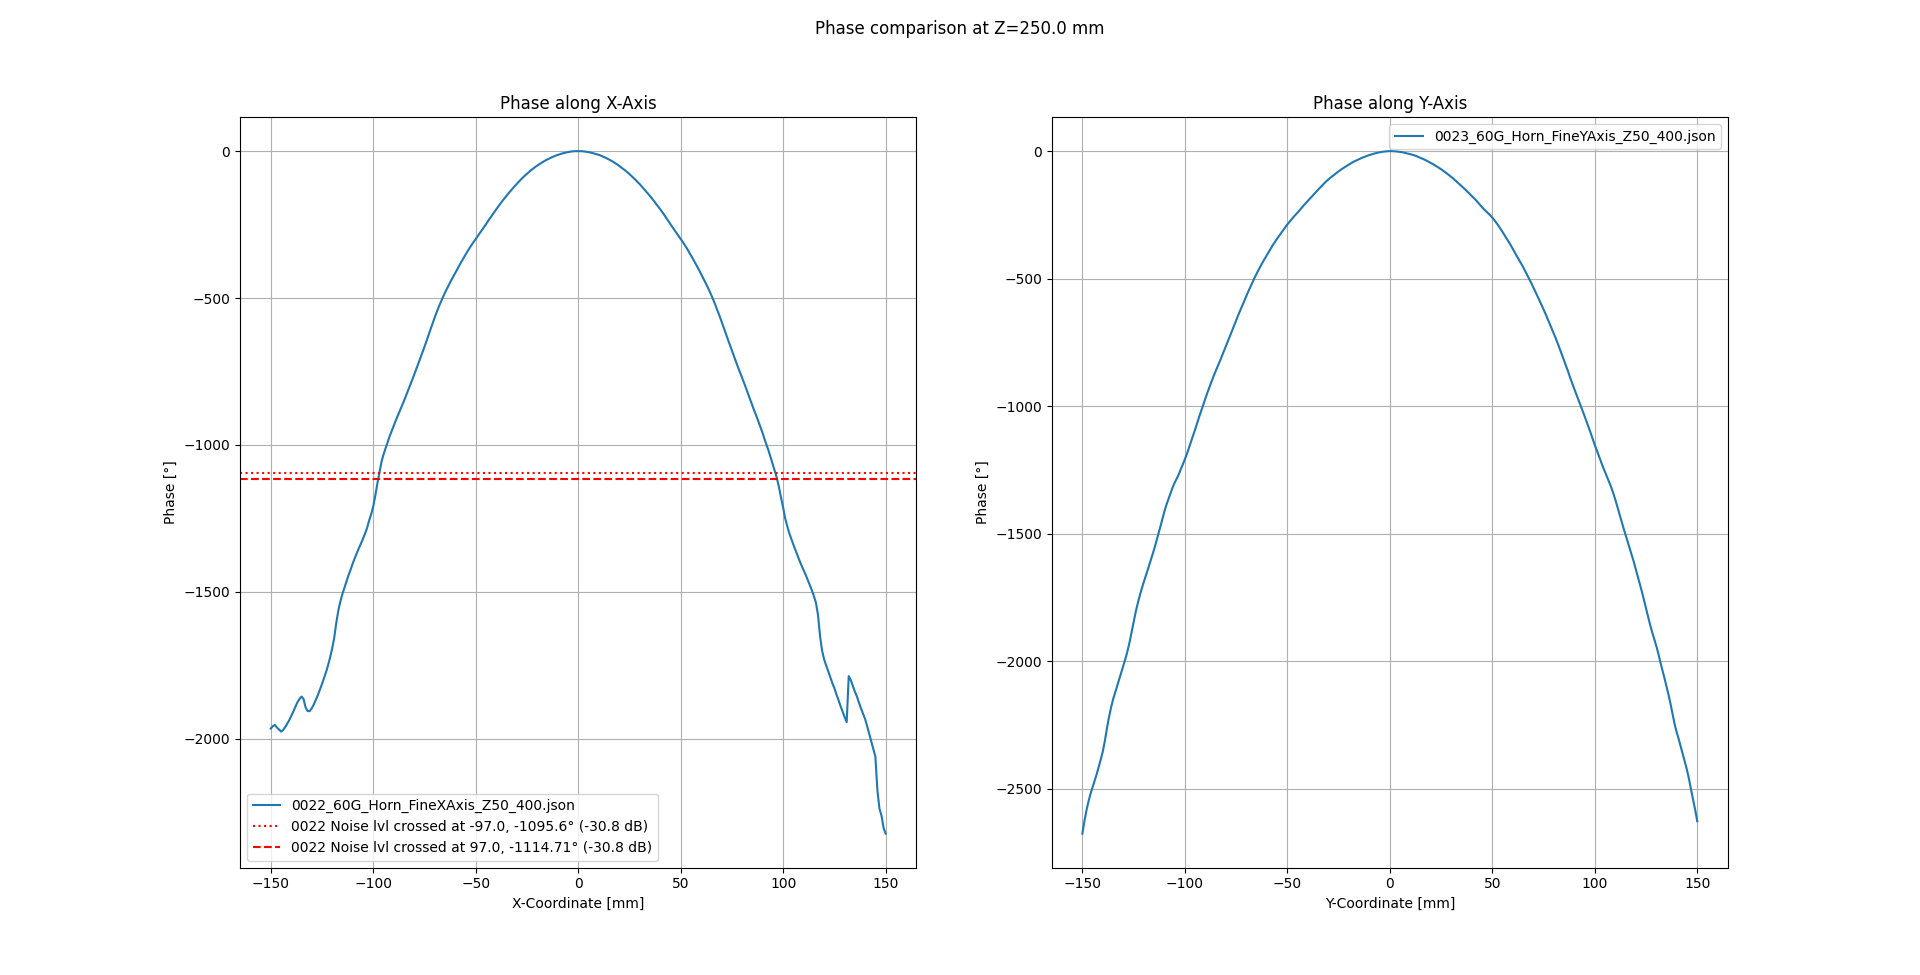 Phase comparison at Z=250.0 mm
Phase along X-Axis
0
−500
−1000
−1500
−2000
Phase [°]
0022_60G_Horn_FineXAxis_Z50_400.json
0022 Noise lvl crossed at -97.0, -1095.6° (-30.8 dB)
0022 Noise lvl crossed at 97.0, -1114.71° (-30.8 dB)
−150 −100 −50 0 50 100 150
X-Coordinate [mm]
Phase along Y-Axis
0023_60G_Horn_FineYAxis_Z50_400.json
0
−500
−1000
−1500
−2000
−2500
Phase [°]
−150 −100 −50 0 50 100 150
Y-Coordinate [mm]